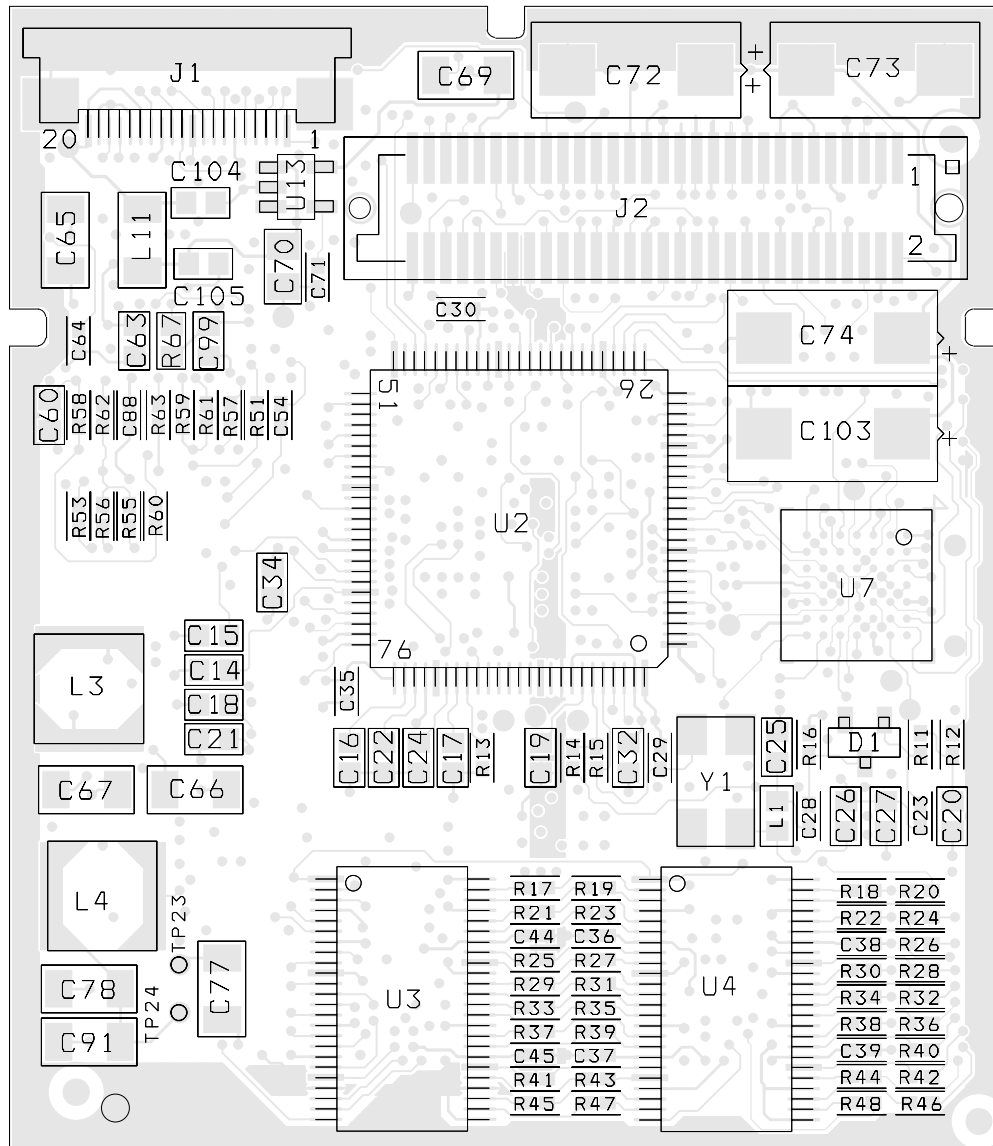 C69
C72
+
+
C73
J1
20
1
C104
U13
1
J2
2
C65
L11
C70
C71
C105
C30
C64
C63
R67
C99
C74
+
C60
R58
R62
C88
R63
R59
R61
R57
R51
C54
51
26
C103
+
R53
R56
R55
R60
U2
U7
C34
C15
C14
C18
C21
L3
76
C35
C16
C22
C24
C17
R13
C19
R14
R15
C32
C29
Y1
C25
R16
D1
R11
R12
C67
C66
L1
C28
C26
C27
C23
C20
L4
TP23
TP24
C77
C78
C91
U3
U4
R17 R19
R21 R23
C44 C36
R25 R27
R29 R31
R33 R35
R37 R39
C45 C37
R41 R43
R45 R47
R18 R20
R22 R24
C38 R26
R30 R28
R34 R32
R38 R36
C39 R40
R44 R42
R48 R46